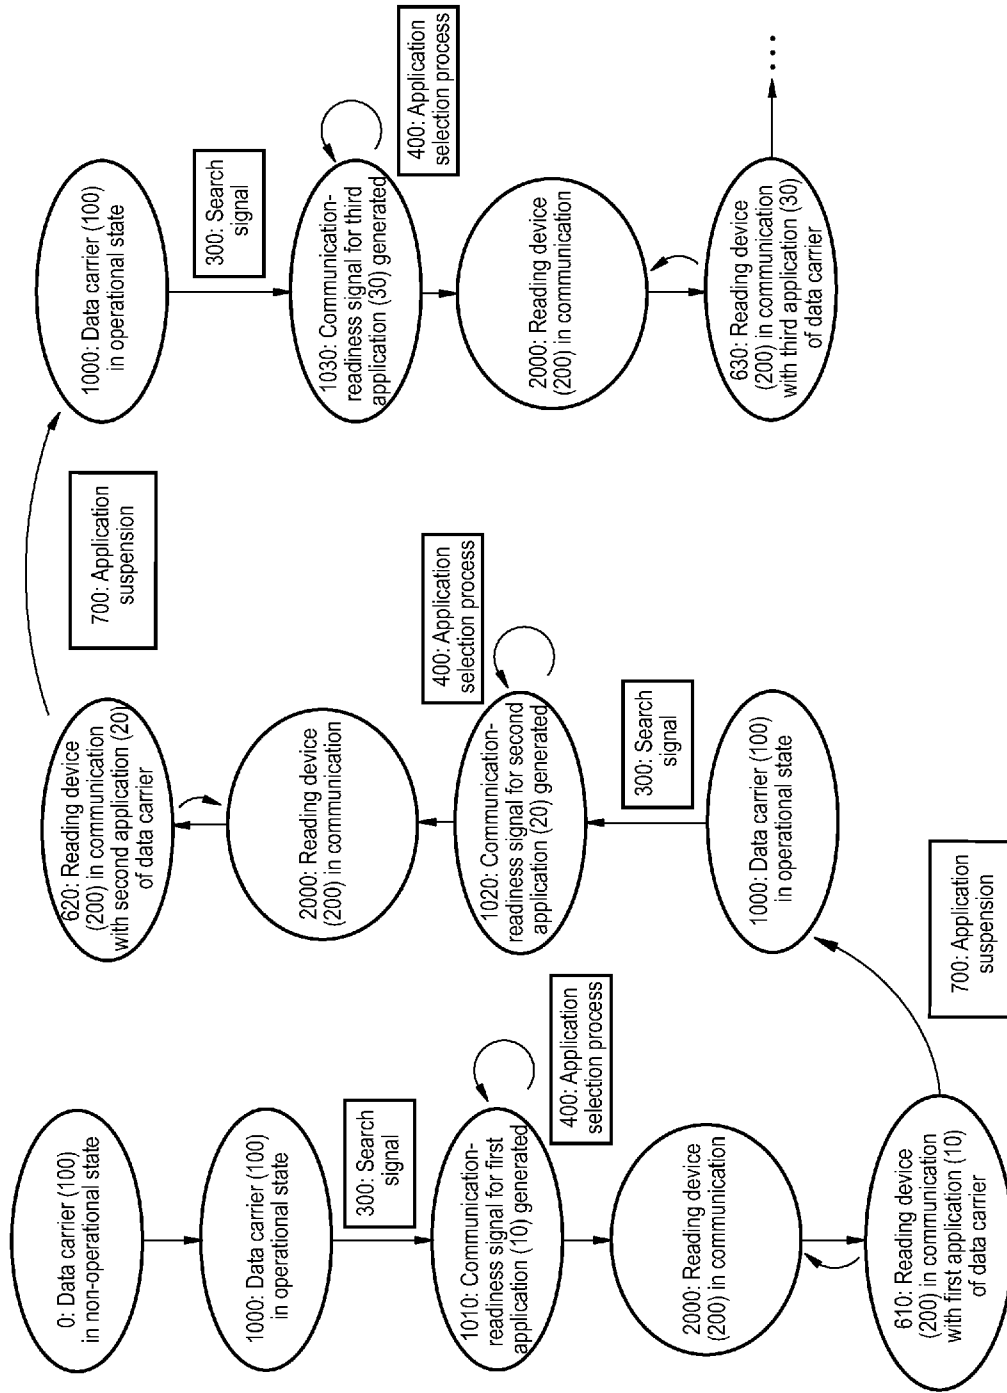 0: Data carrier (100)
in non-operational state
1000: Data carrier (100)
in operational state
300: Search
signal
1010: Communication-
readiness signal for first
application (10) generated
400: Application
selection process
2000: Reading device
(200) in communication
610: Reading device
(200) in communication
with first application (10)
of data carrier
700: Application
suspension
1000: Data carrier (100)
in operational state
300: Search
signal
1020: Communication-
readiness signal for second
application (20) generated
400: Application
selection process
2000: Reading device
(200) in communication
620: Reading device
(200) in communication
with second application (20)
of data carrier
700: Application
suspension
1000: Data carrier (100)
in operational state
300: Search
signal
1030: Communication-
readiness signal for third
application (30) generated
400: Application
selection process
2000: Reading device
(200) in communication
630: Reading device
(200) in communication
with third application (30)
of data carrier
...